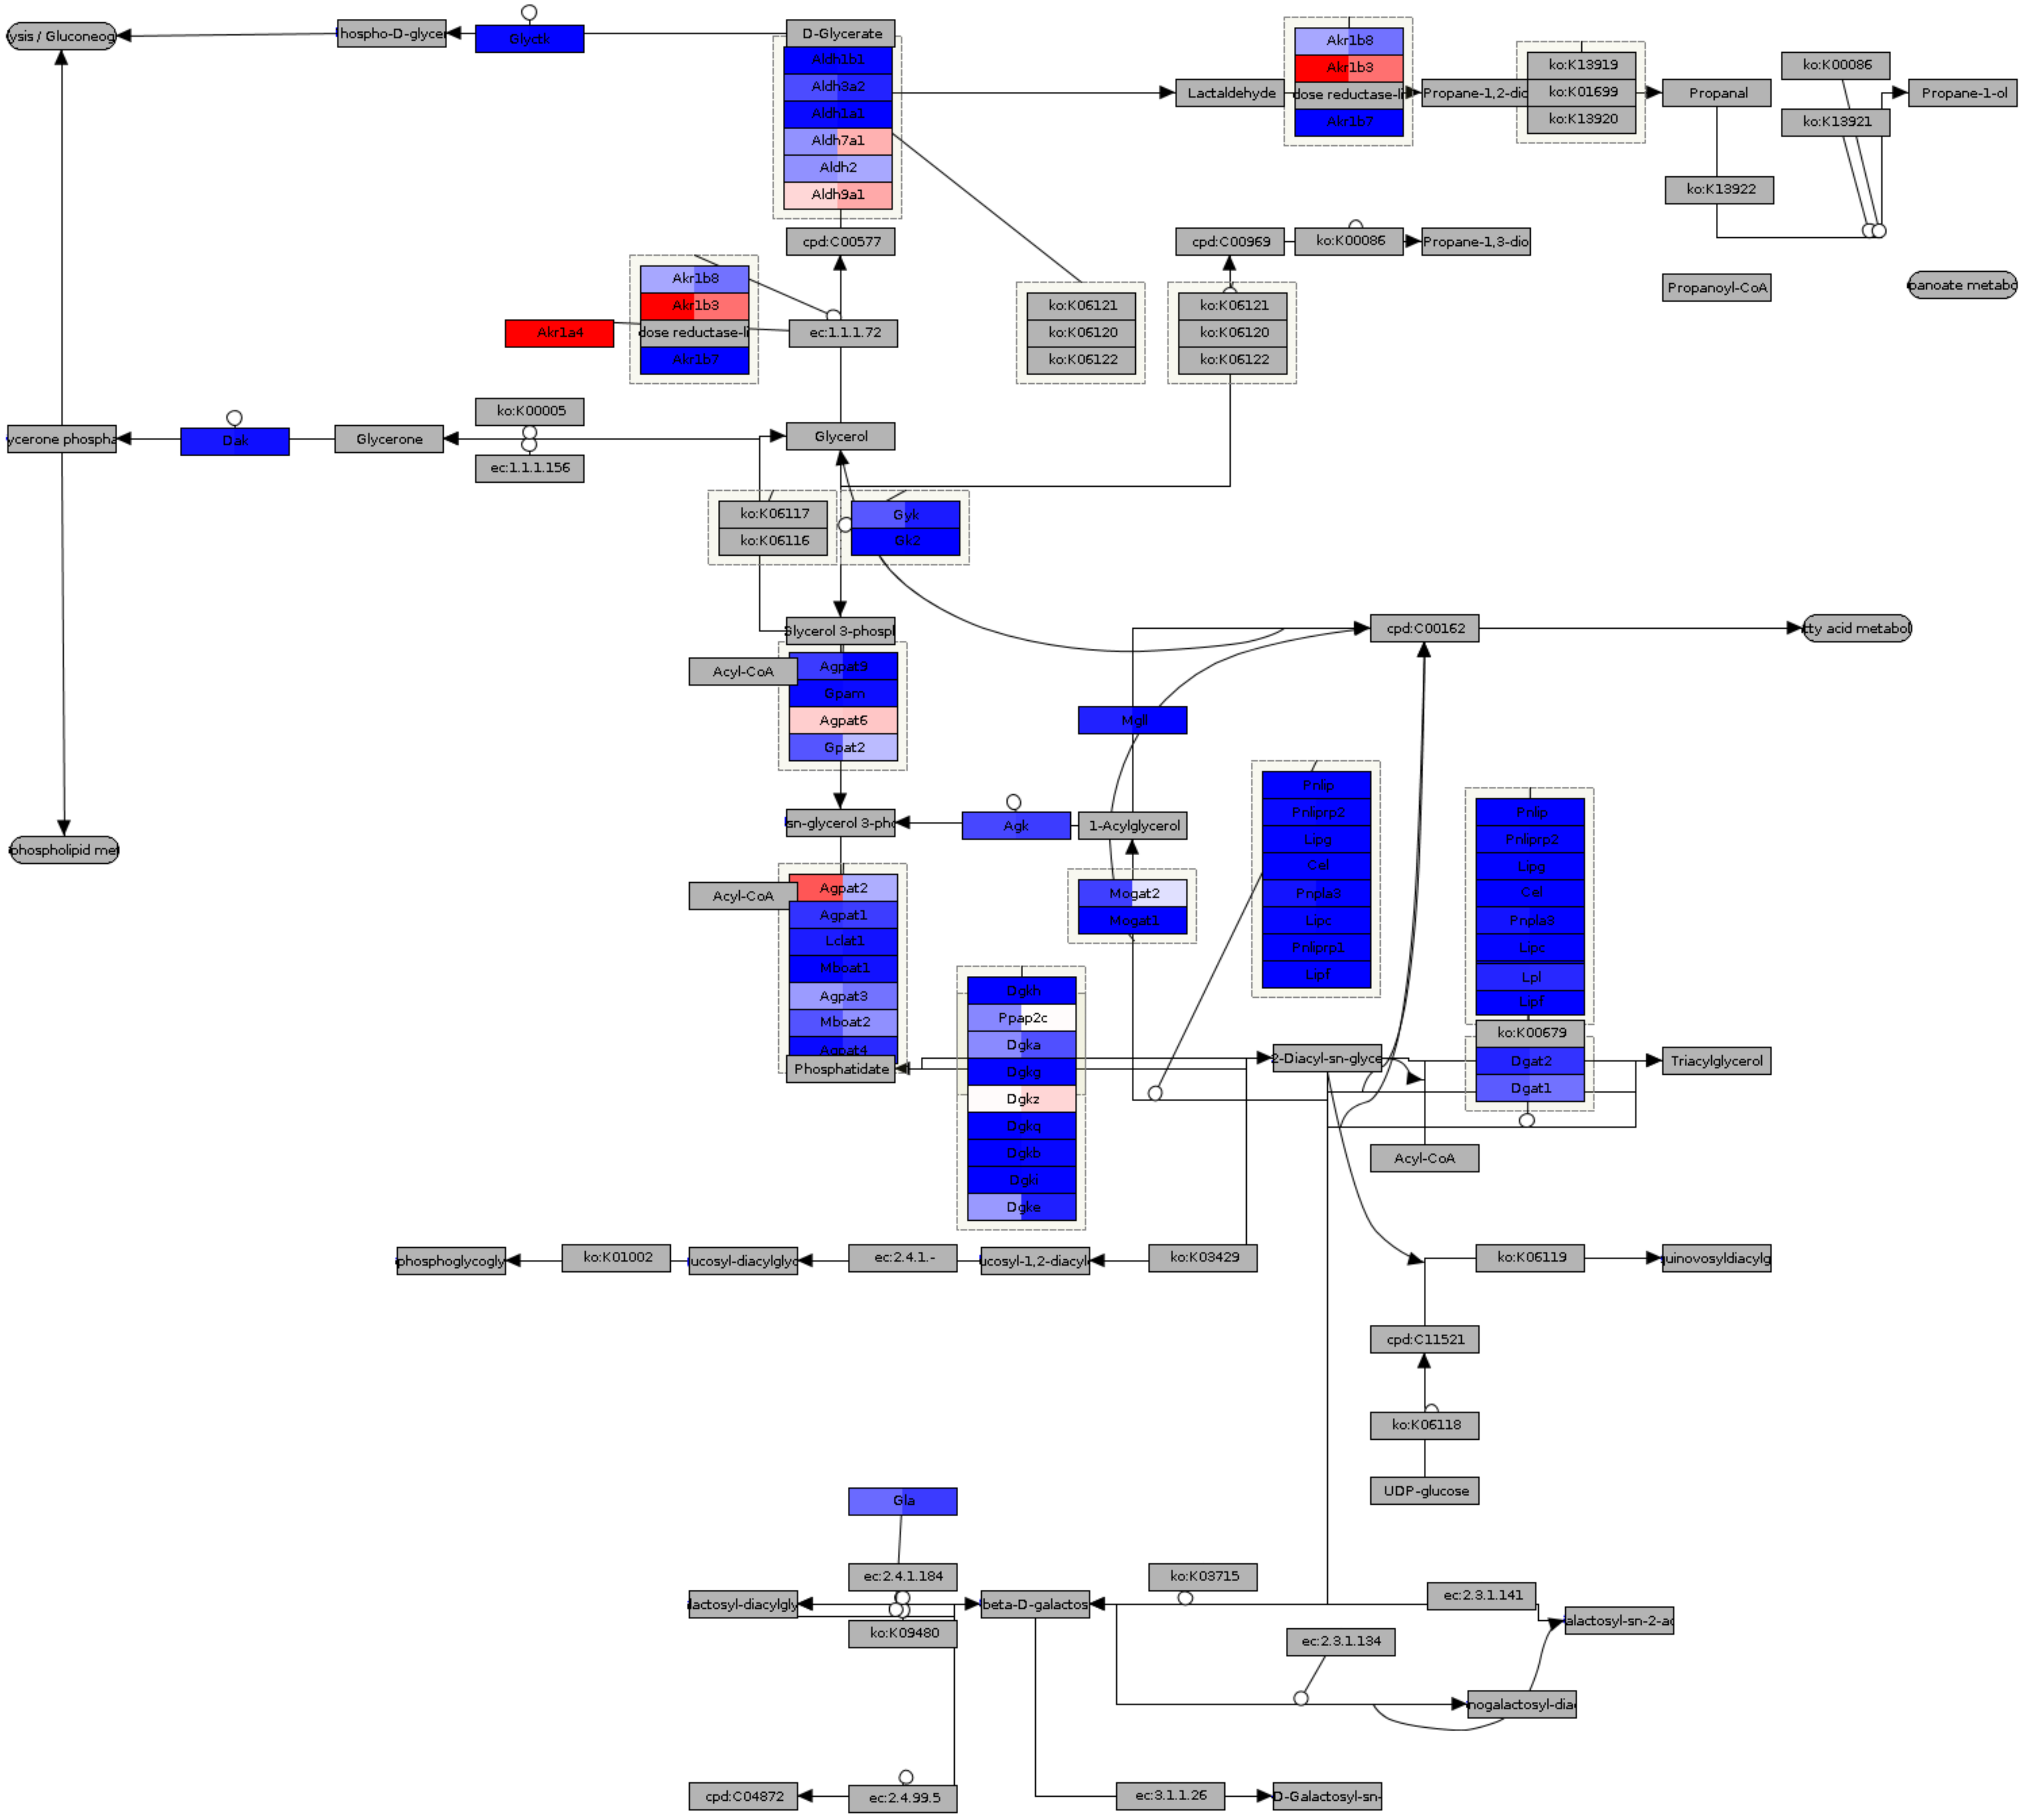 ysis / Gluconeog
hospho-D-glycer
Glyctk
D-Glycerate
Aldh1b1
Aldh3a2
Aldh1a1
Aldh7a1
Aldh2
Aldh9a1
cpd:C00577
Lactaldehyde
Akr1b8
Akr1b3
dose reductase-li
Akr1b7
Propane-1,2-dio
ko:K13919
ko:K01699
ko:K13920
Propanal
ko:K00086
ko:K13921
Propane-1-ol
ko:K13922
cpd:C00969
ko:K00086
Propane-1,3-dio
Propanoyl-CoA
panoate metabo
Akr1b8
Akr1b3
dose reductase-li
Akr1b7
Akr1a4
ec:1.1.1.72
ko:K06121
ko:K06120
ko:K06122
ko:K06121
ko:K06120
ko:K06122
ycerone phospha
Dak
Glycerone
ko:K00005
ec:1.1.1.156
Glycerol
ko:K06117
ko:K06116
Gyk
Gk2
Glycerol 3-phosph
cpd:C00162
tty acid metabol
Acyl-CoA
Agpat9
Gpam
Agpat6
Gpat2
Mgll
sn-glycerol 3-pho
Agk
1-Acylglycerol
phospholipid met
Pnlip
Pnliprp2
Lipg
Cel
Pnpla3
Lipc
Pnliprp1
Lipf
Pnlip
Pnliprp2
Lipg
Cel
Pnpla3
Lipc
Lpl
Lipf
ko:K00679
Dgat2
Dgat1
Acyl-CoA
Agpat2
Agpat1
Lclat1
Mboat1
Agpat3
Mboat2
Agpat4
Phosphatidate
Mogat2
Mogat1
Dgkh
Ppap2c
Dgka
Dgkg
Dgkz
Dgkq
Dgkb
Dgki
Dgke
2-Diacyl-sn-glyce
Triacylglycerol
Acyl-CoA
phosphoglycogly
ko:K01002
ucosyl-diacylglyc
ec:2.4.1.-
ucosyl-1,2-diacyl
ko:K03429
ko:K06119
uinovosyldiacylg
cpd:C11521
ko:K06118
UDP-glucose
Gla
ec:2.4.1.184
lactosyl-diacylgly
ko:K09480
beta-D-galactos
ko:K03715
ec:2.3.1.141
alactosyl-sn-2-ac
ec:2.3.1.134
nogalactosyl-diac
cpd:C04872
ec:2.4.99.5
ec:3.1.1.26
D-Galactosyl-sn-